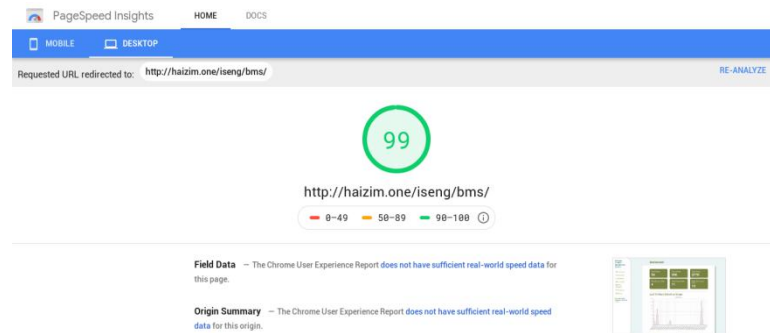 PageSpeed Insights HOME DOCS
MOBILE DESKTOP
Requested URL redirected to: http://haizim.one/iseng/bms/ RE-ANALYZE
99
http://haizim.one/iseng/bms/
0–49 50–89 90–100
Field Data — The Chrome User Experience Report does not have sufficient real-world speed data for
this page.
Origin Summary — The Chrome User Experience Report does not have sufficient real-world speed
data for this origin.